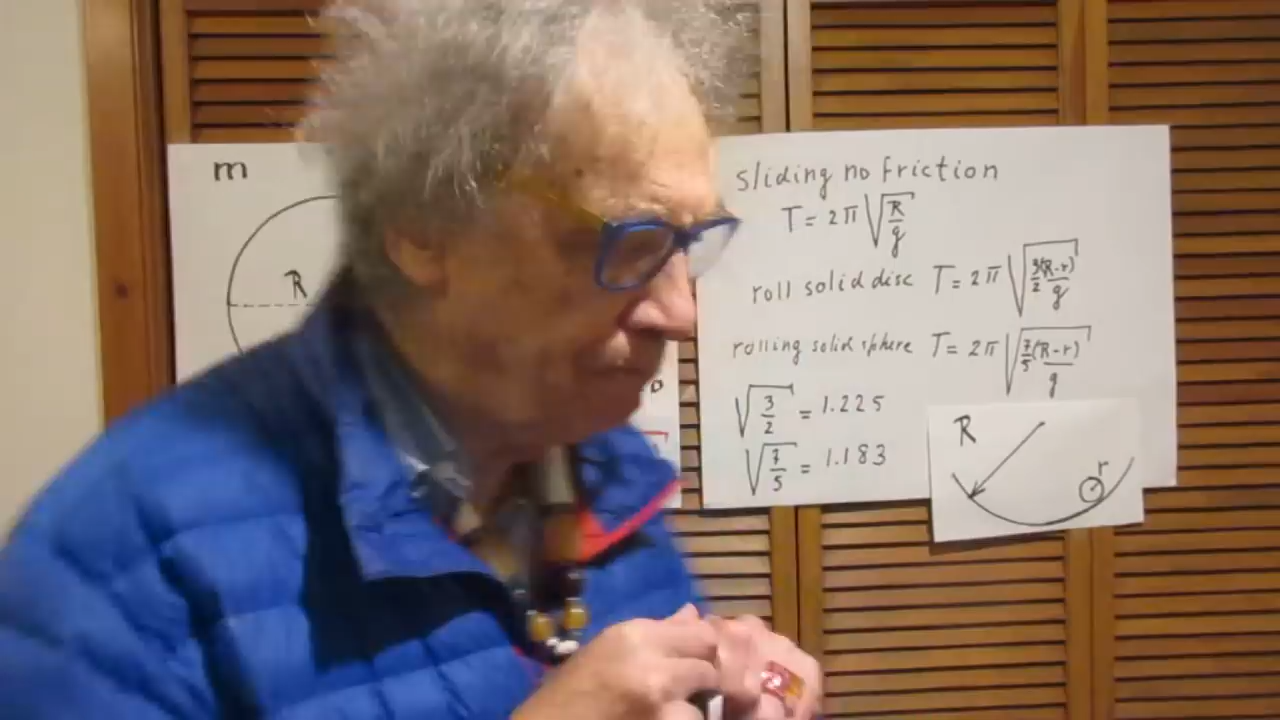 m
R
sliding no friction
T = 2π √(R/g)
roll solid disc T = 2π √(3/2 (R-r)/g)
rolling solid sphere T = 2π √(7/5 (R-r)/g)
√(3/2) = 1.225
√(7/5) = 1.183
R
r